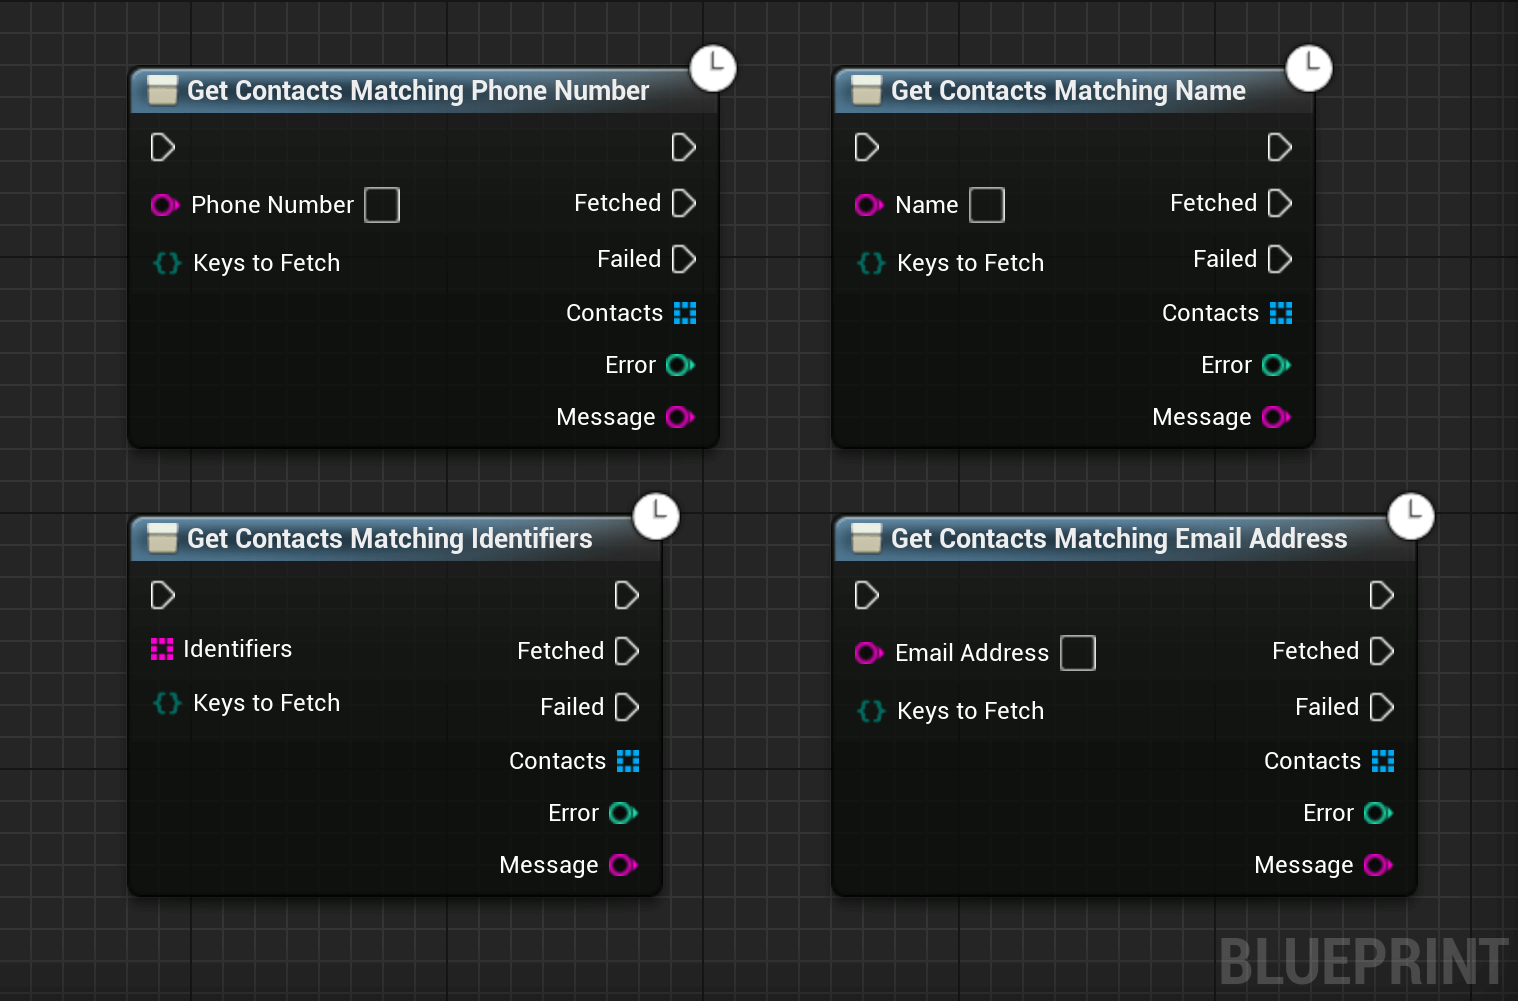 Get Contacts Matching Phone Number
Phone Number
Fetched
Keys to Fetch
Failed
Contacts
Error
Message
Get Contacts Matching Name
Name
Fetched
Keys to Fetch
Failed
Contacts
Error
Message
Get Contacts Matching Identifiers
Identifiers
Fetched
Keys to Fetch
Failed
Contacts
Error
Message
Get Contacts Matching Email Address
Email Address
Fetched
Keys to Fetch
Failed
Contacts
Error
Message
BLUEPRINT